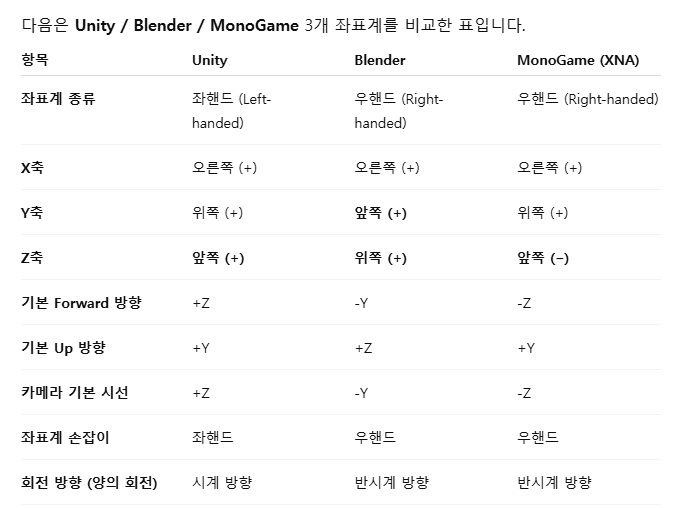 다음은 Unity / Blender / MonoGame 3개 좌표계를 비교한 표입니다.
항목 Unity Blender MonoGame (XNA)
좌표계 종류 좌핸드 (Left-handed) 우핸드 (Right-handed) 우핸드 (Right-handed)
X축 오른쪽 (+) 오른쪽 (+) 오른쪽 (+)
Y축 위쪽 (+) 앞쪽 (+) 위쪽 (+)
Z축 앞쪽 (+) 위쪽 (+) 앞쪽 (−)
기본 Forward 방향 +Z -Y -Z
기본 Up 방향 +Y +Z +Y
카메라 기본 시선 +Z -Y -Z
좌표계 손잡이 좌핸드 우핸드 우핸드
회전 방향 (양의 회전) 시계 방향 반시계 방향 반시계 방향